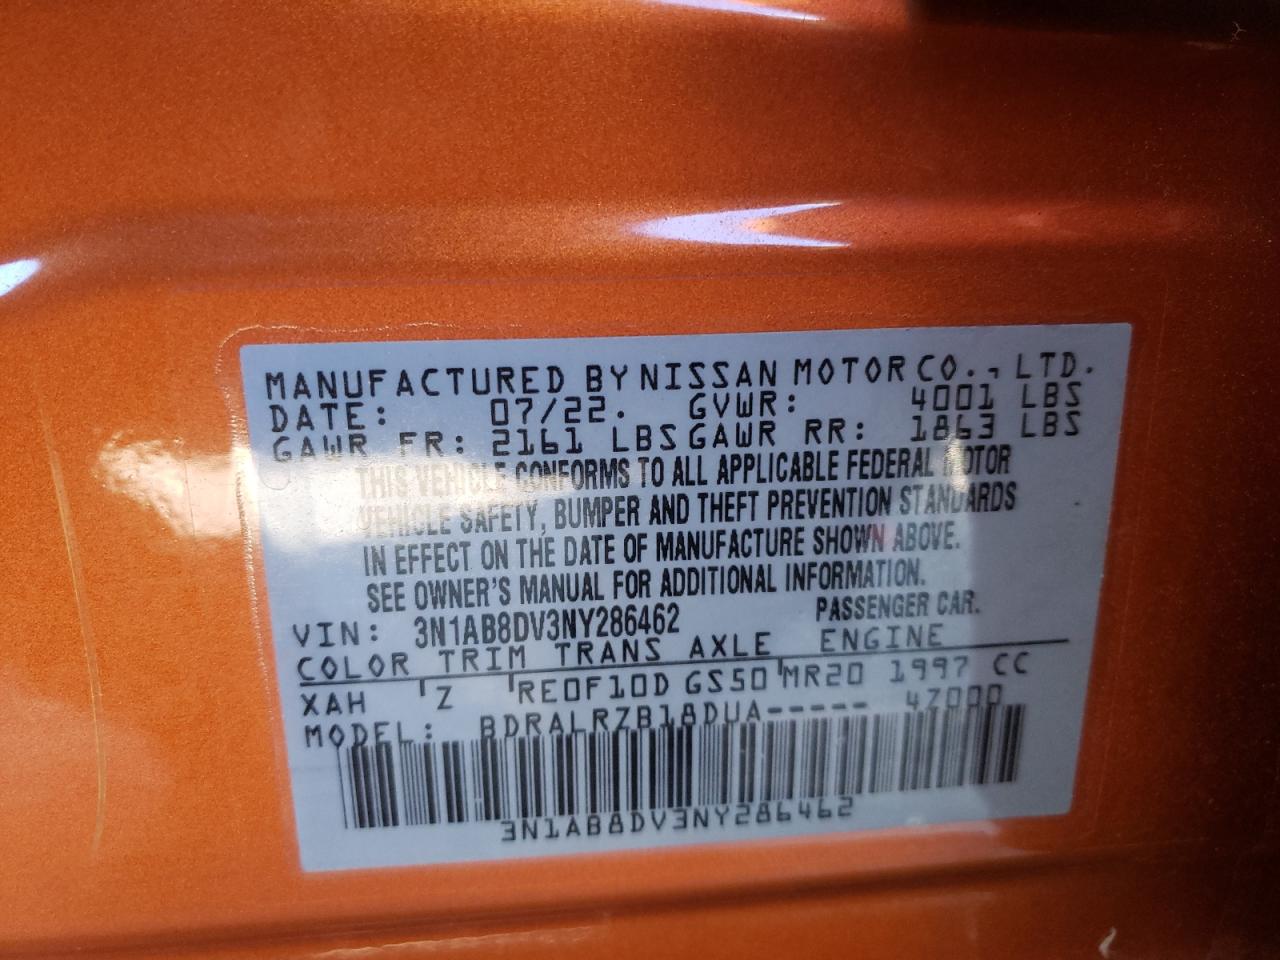 MANUFACTURED BY NISSAN MOTOR CO., LTD.
DATE: 07/22. GVWR: 4001 LBS
GAWR FR: 2161 LBS GAWR RR: 1863 LBS
THIS VEHICLE CONFORMS TO ALL APPLICABLE FEDERAL MOTOR
VEHICLE SAFETY, BUMPER AND THEFT PREVENTION STANDARDS
IN EFFECT ON THE DATE OF MANUFACTURE SHOWN ABOVE.
SEE OWNER'S MANUAL FOR ADDITIONAL INFORMATION.
VIN: 3N1AB8DV3NY286462 PASSENGER CAR.
COLOR TRIM TRANS AXLE ENGINE
XAH Z RE0F10D GS50 MR20 1997 CC
MODEL: BDRALRZB18DUA----- 4Z000
3N1AB8DV3NY286462